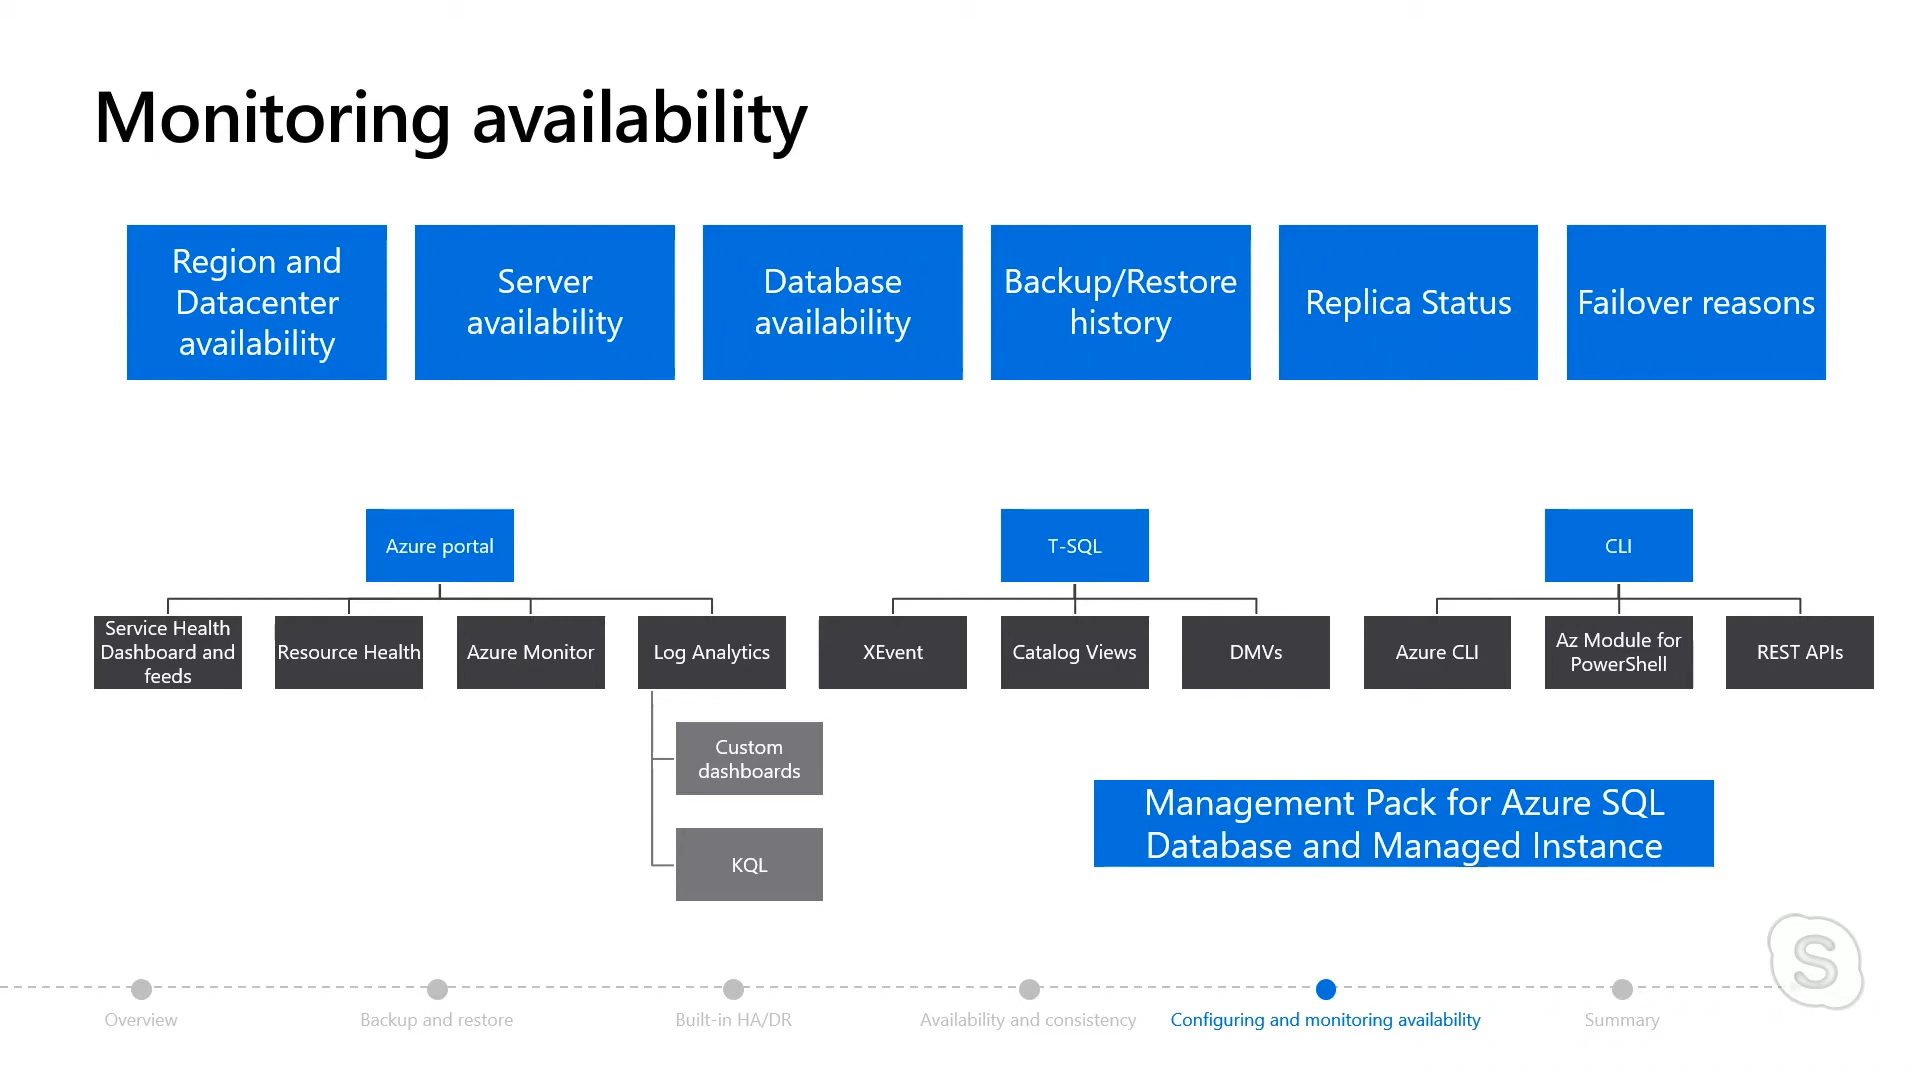 Monitoring availability
Region and
Datacenter
availability
Server
availability
Database
availability
Backup/Restore
history
Replica Status
Failover reasons
Azure portal
T-SQL
CLI
Service Health
Dashboard and
feeds
Resource Health
Azure Monitor
Log Analytics
XEvent
Catalog Views
DMVs
Azure CLI
Az Module for
PowerShell
REST APIs
Custom
dashboards
KQL
Management Pack for Azure SQL
Database and Managed Instance
S
Overview
Backup and restore
Built-in HA/DR
Availability and consistency
Configuring and monitoring availability
Summary